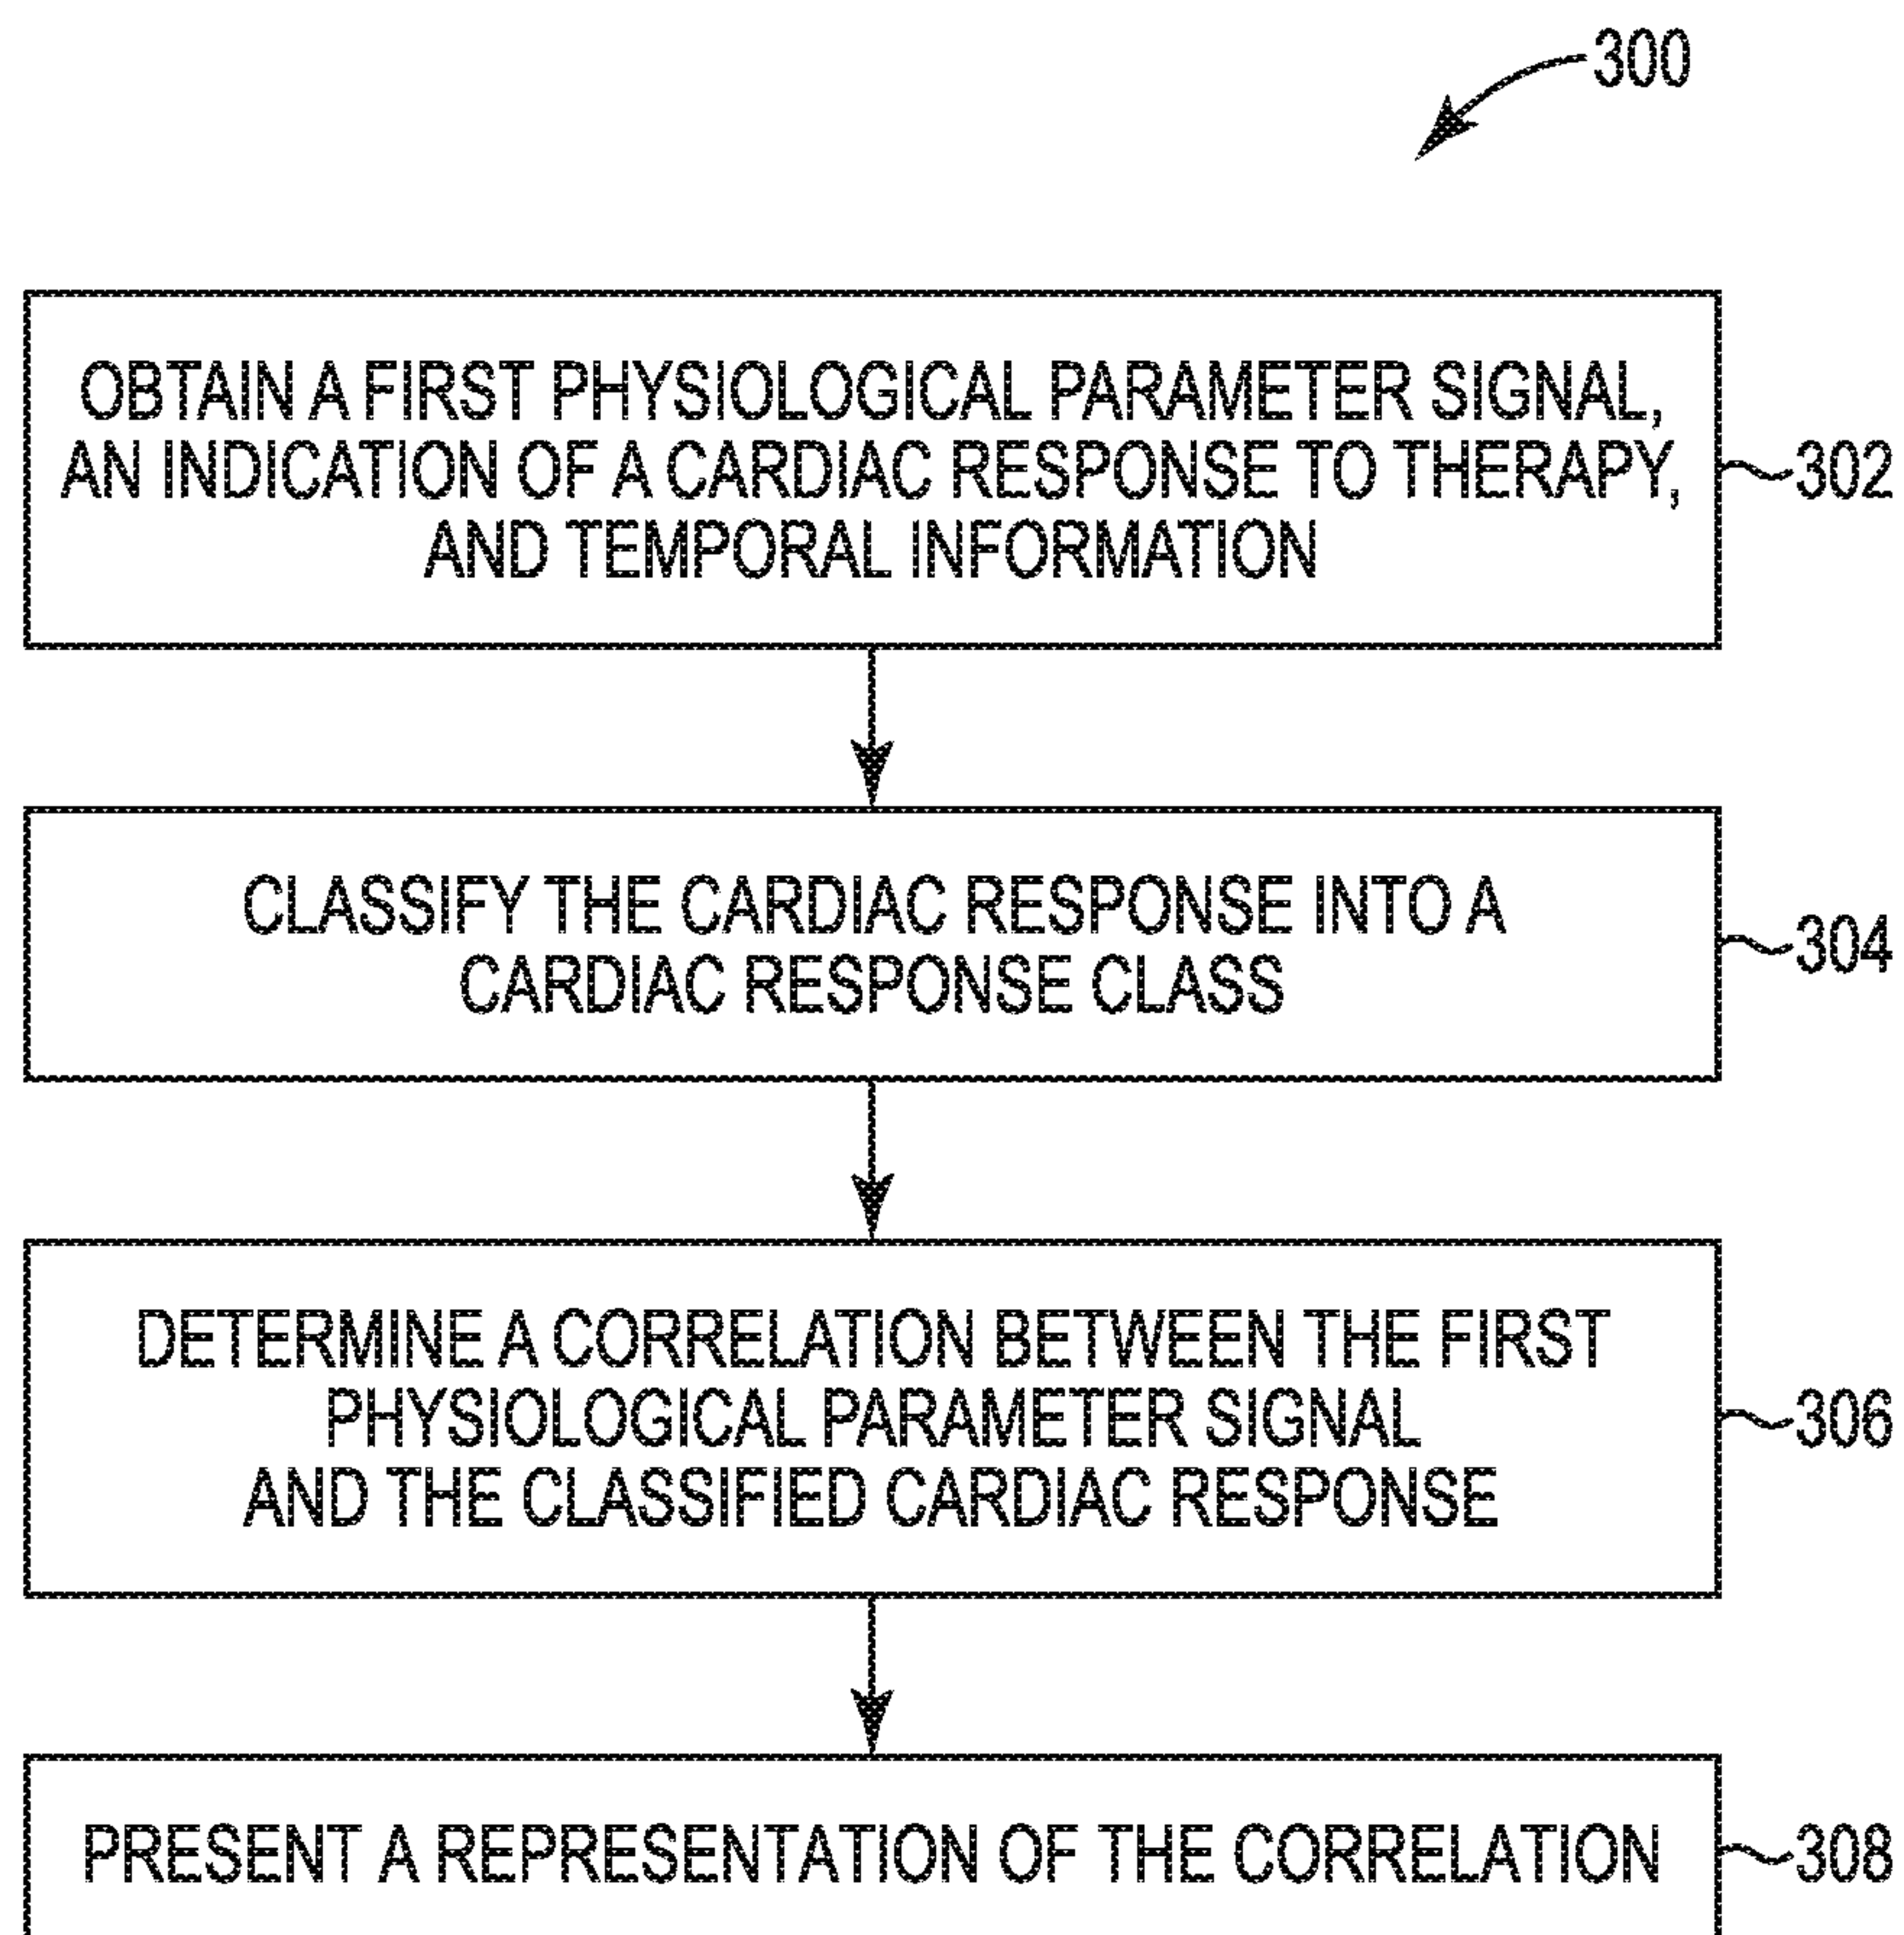 300
OBTAIN A FIRST PHYSIOLOGICAL PARAMETER SIGNAL,
AN INDICATION OF A CARDIAC RESPONSE TO THERAPY,
AND TEMPORAL INFORMATION
302
CLASSIFY THE CARDIAC RESPONSE INTO A
CARDIAC RESPONSE CLASS
304
DETERMINE A CORRELATION BETWEEN THE FIRST
PHYSIOLOGICAL PARAMETER SIGNAL
AND THE CLASSIFIED CARDIAC RESPONSE
306
PRESENT A REPRESENTATION OF THE CORRELATION
308